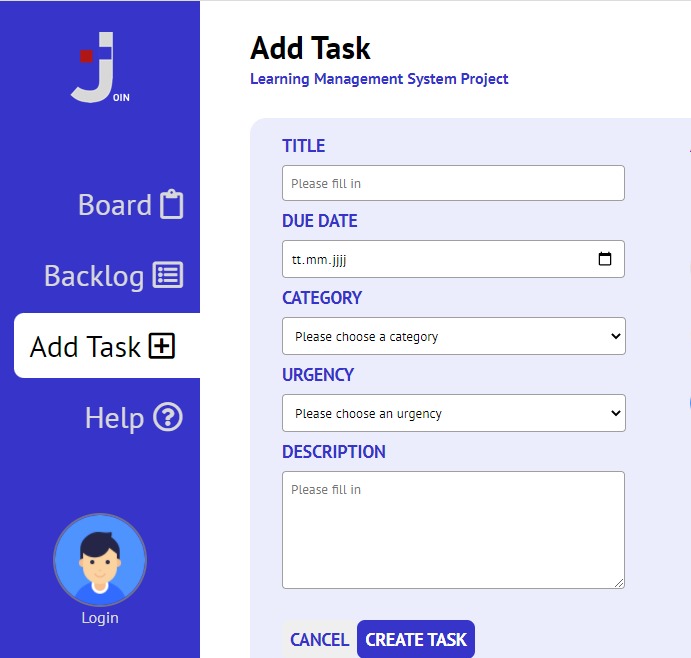 JOIN
Board
Backlog
Add Task
Help
Login
Add Task
Learning Management System Project
TITLE
Please fill in
DUE DATE
tt.mm.jjjj
CATEGORY
Please choose a category
URGENCY
Please choose an urgency
DESCRIPTION
Please fill in
CANCEL
CREATE TASK